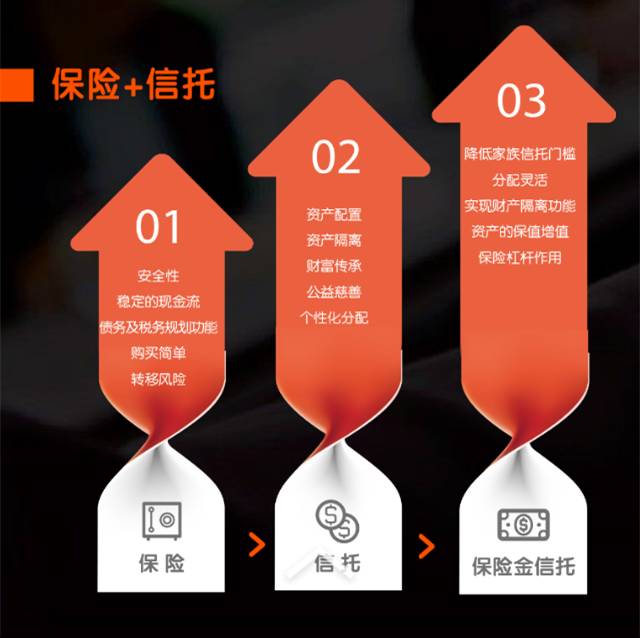 保险+信托
01
安全性
稳定的现金流
债务及税务规划功能
购买简单
转移风险
保险
02
资产配置
资产隔离
财富传承
公益慈善
个性化分配
信托
03
降低家族信托门槛
分配灵活
实现财产隔离功能
资产的保值增值
保险杠杆作用
保险金信托